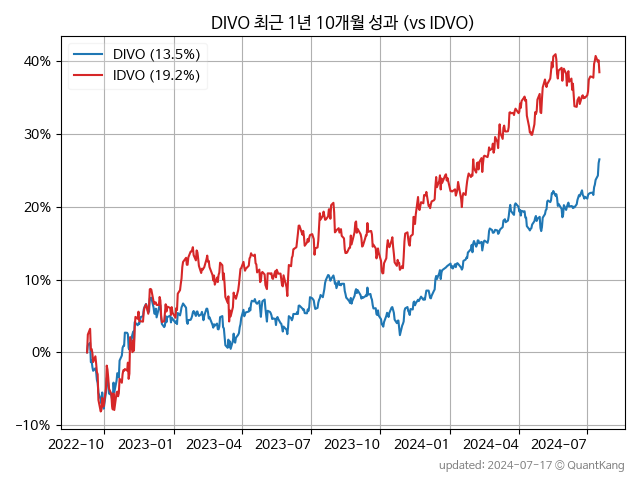 DIVO 최근 1년 10개월 성과 (vs IDVO)
DIVO (13.5%)
IDVO (19.2%)
40%
30%
20%
10%
0%
−10%
2022−10 2023−01 2023−04 2023−07 2023−10 2024−01 2024−04 2024−07
updated: 2024-07-17 © QuantKang